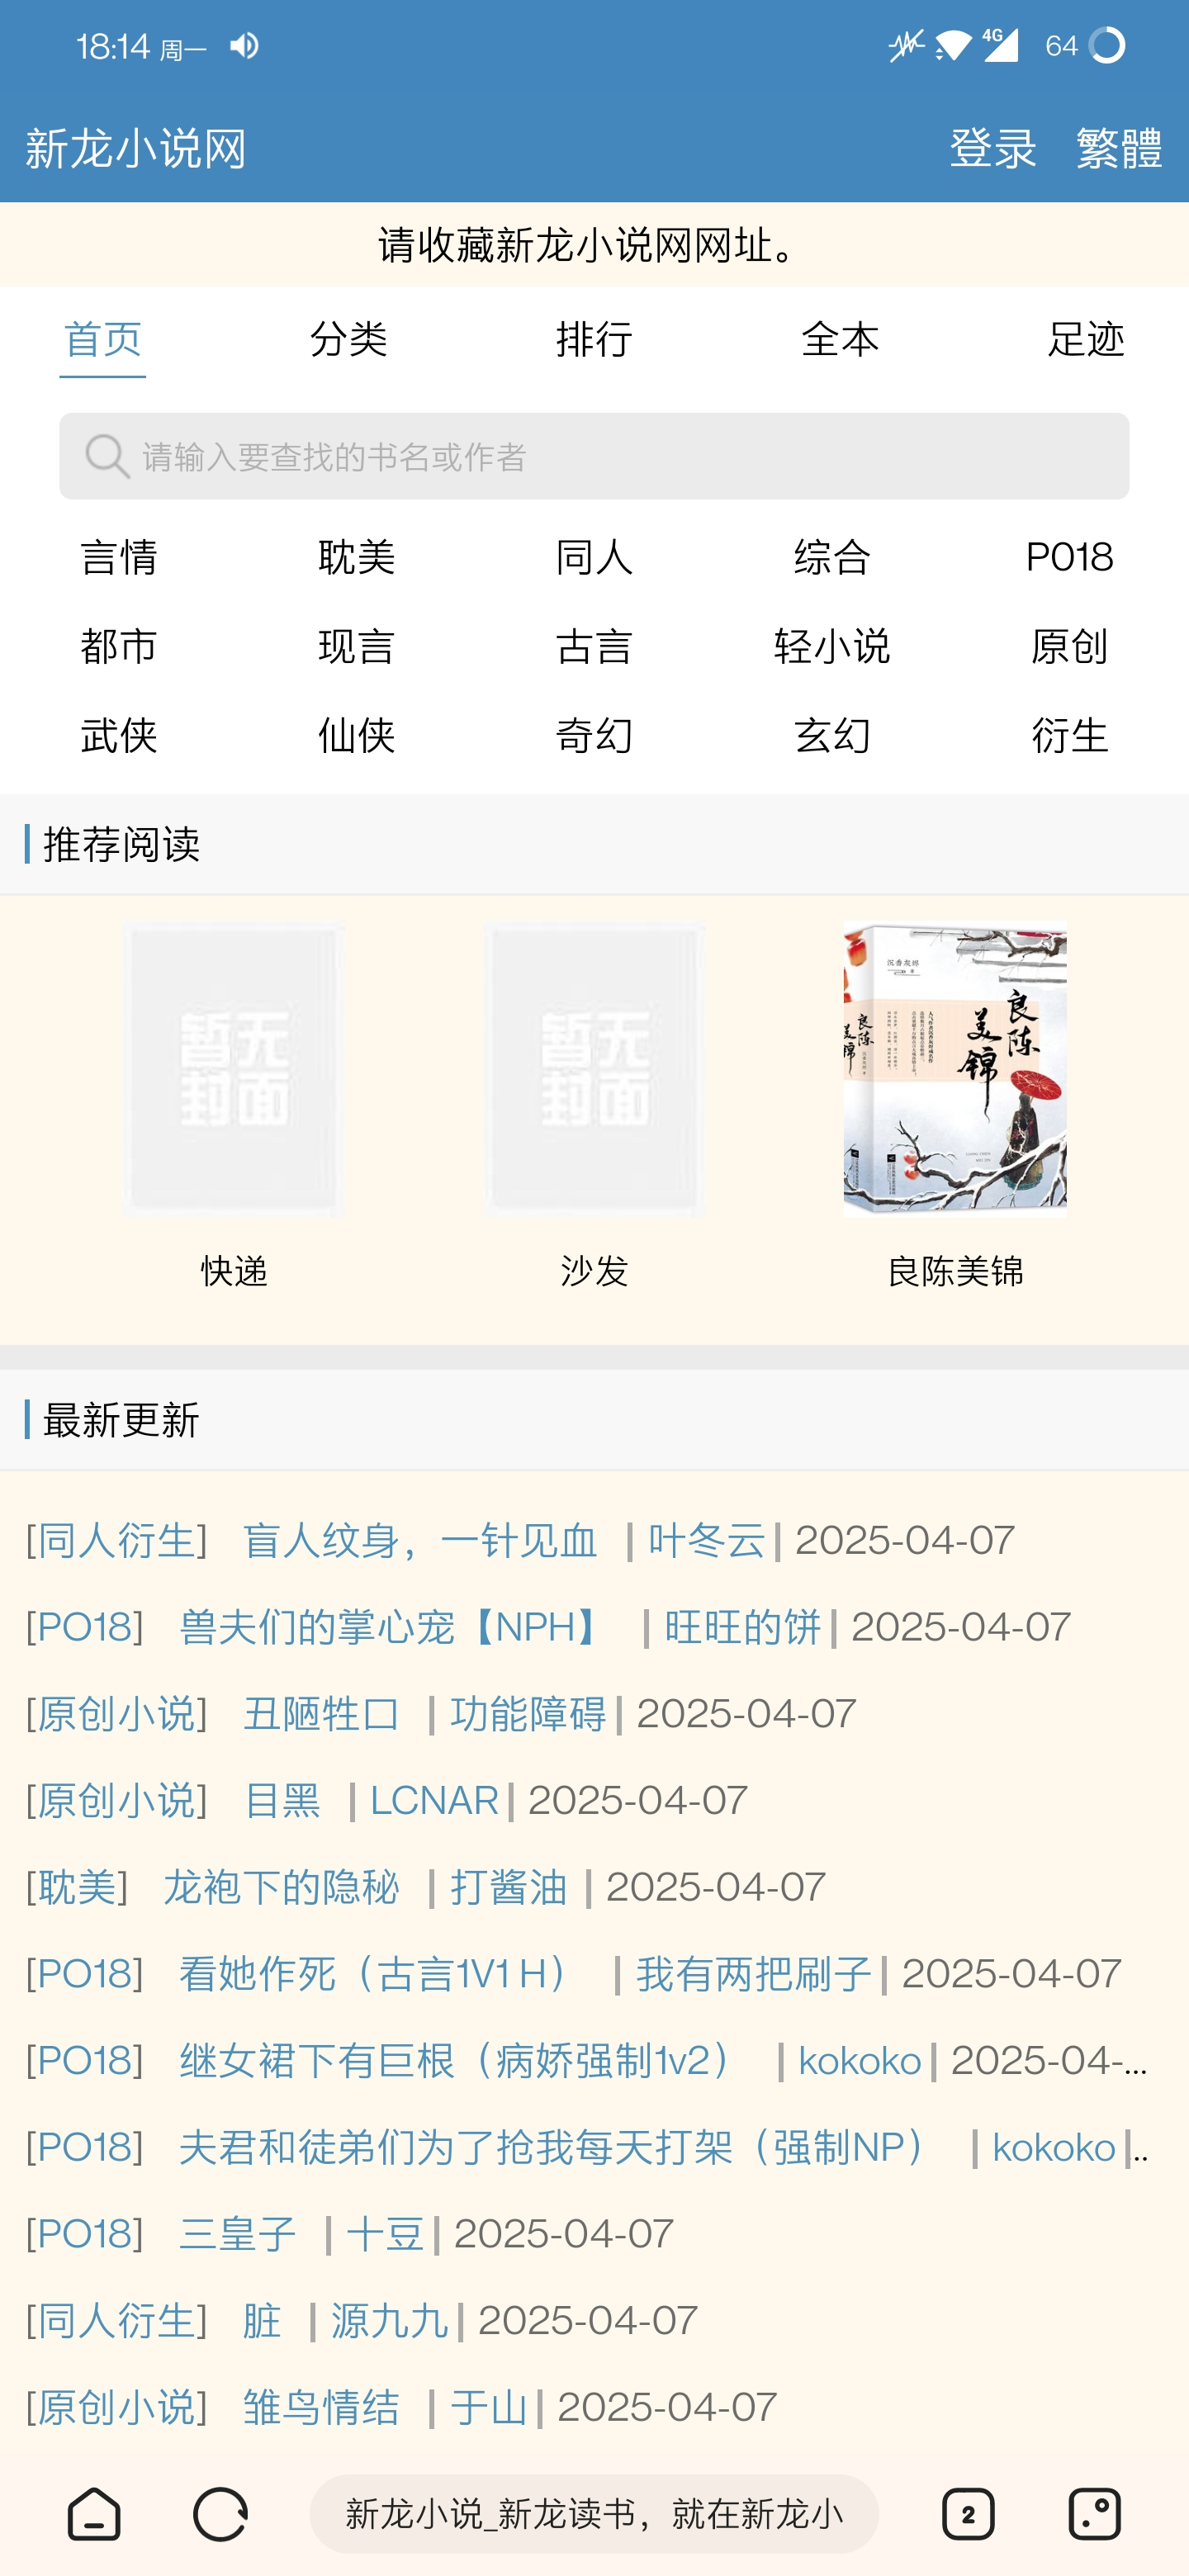 18:14 周一 4G 64
新龙小说网 登录 繁體
请收藏新龙小说网网址。
首页 分类 排行 全本 足迹
请输入要查找的书名或作者
言情 耽美 同人 综合 PO18
都市 现言 古言 轻小说 原创
武侠 仙侠 奇幻 玄幻 衍生
推荐阅读
暂无封面
暂无封面
良陈美锦
快递 沙发 良陈美锦
最新更新
[同人衍生] 盲人纹身，一针见血 | 叶冬云 | 2025-04-07
[PO18] 兽夫们的掌心宠【NPH】 | 旺旺的饼 | 2025-04-07
[原创小说] 丑陋牲口 | 功能障碍 | 2025-04-07
[原创小说] 目黑 | LCNAR | 2025-04-07
[耽美] 龙袍下的隐秘 | 打酱油 | 2025-04-07
[PO18] 看她作死（古言1V1 H） | 我有两把刷子 | 2025-04-07
[PO18] 继女裙下有巨根（病娇强制1v2） | kokoko | 2025-04-...
[PO18] 夫君和徒弟们为了抢我每天打架（强制NP） | kokoko |...
[PO18] 三皇子 | 十豆 | 2025-04-07
[同人衍生] 脏 | 源九九 | 2025-04-07
[原创小说] 雏鸟情结 | 于山 | 2025-04-07
新龙小说_新龙读书，就在新龙小 2